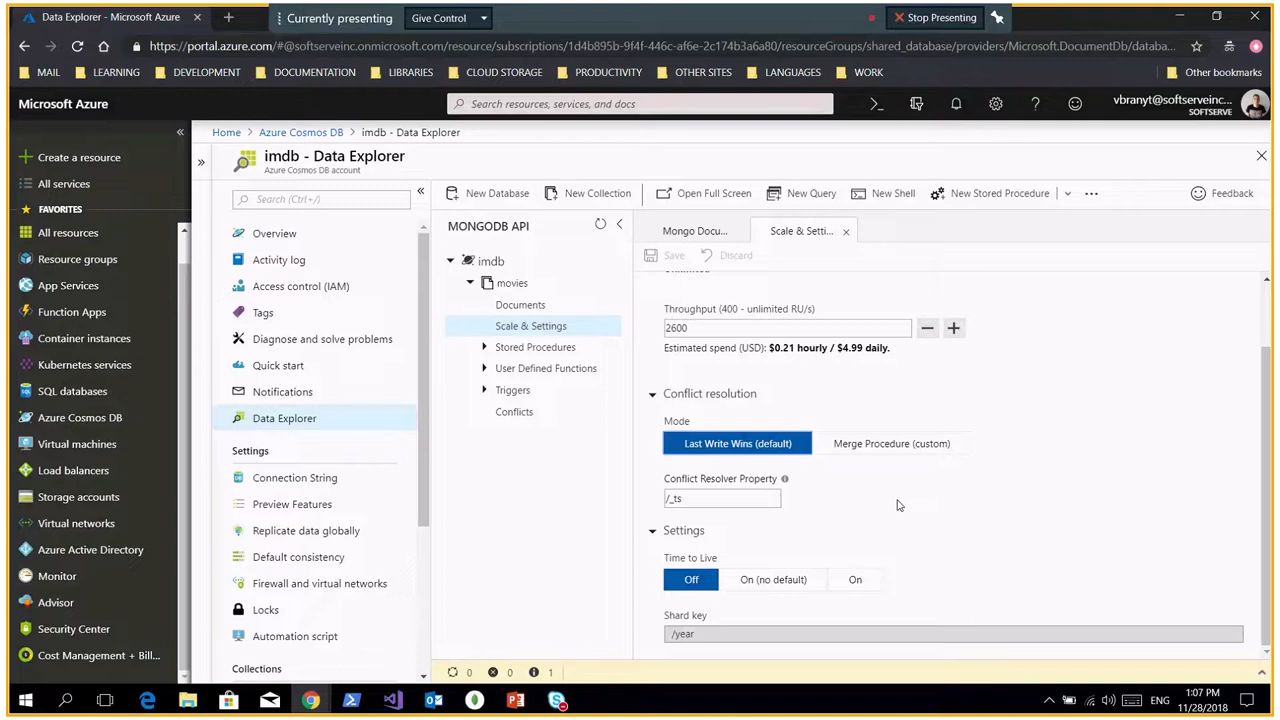 Data Explorer - Microsoft Azure
Currently presenting
Give Control
Stop Presenting
https://portal.azure.com/#@softserveinc.onmicrosoft.com/resource/subscriptions/1d4b895b-9f4f-446c-af6e-2c174b3a6a80/resourceGroups/shared_database/providers/Microsoft.DocumentDb/databa...
MAIL
LEARNING
DEVELOPMENT
DOCUMENTATION
LIBRARIES
CLOUD STORAGE
PRODUCTIVITY
OTHER SITES
LANGUAGES
WORK
Other bookmarks
Microsoft Azure
Search resources, services, and docs
vbranyt@softserveinc...
SOFTSERVE
Create a resource
All services
FAVORITES
All resources
Resource groups
App Services
Function Apps
Container instances
Kubernetes services
SQL databases
Azure Cosmos DB
Virtual machines
Load balancers
Storage accounts
Virtual networks
Azure Active Directory
Monitor
Advisor
Security Center
Cost Management + Bill...
Home > Azure Cosmos DB > imdb - Data Explorer
imdb - Data Explorer
Azure Cosmos DB account
Search (Ctrl+/)
Overview
Activity log
Access control (IAM)
Tags
Diagnose and solve problems
Quick start
Notifications
Data Explorer
Settings
Connection String
Preview Features
Replicate data globally
Default consistency
Firewall and virtual networks
Locks
Automation script
Collections
New Database
New Collection
Open Full Screen
New Query
New Shell
New Stored Procedure
Feedback
MONGODB API
imdb
movies
Documents
Scale & Settings
Stored Procedures
User Defined Functions
Triggers
Conflicts
Mongo Docu...
Scale & Setti...
Save
Discard
Unlimited
Throughput (400 - unlimited RU/s)
2600
Estimated spend (USD): $0.21 hourly / $4.99 daily.
Conflict resolution
Mode
Last Write Wins (default)
Merge Procedure (custom)
Conflict Resolver Property
/_ts
Settings
Time to Live
Off
On (no default)
On
Shard key
/year
0
0
1
ENG
1:07 PM
11/28/2018